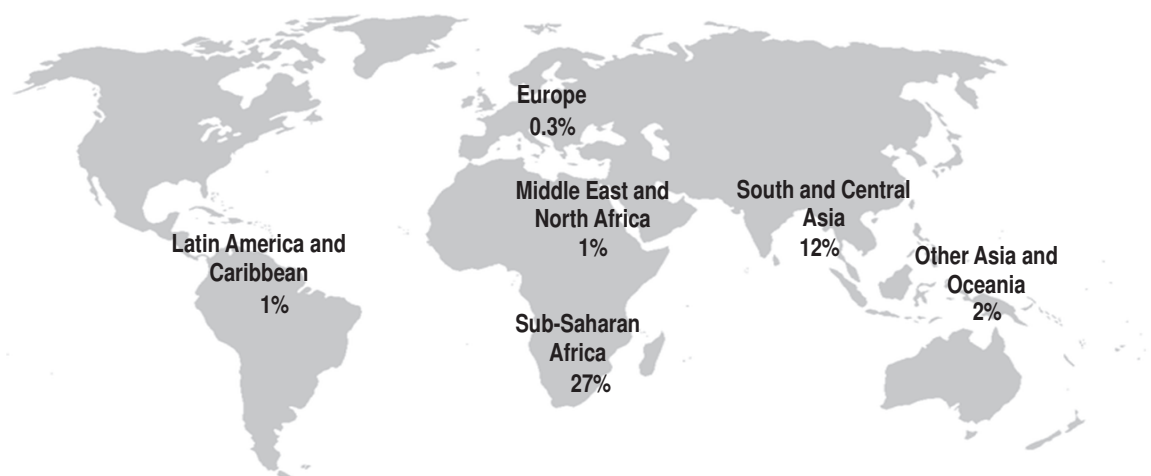 Europe
0.3%
Middle East and
North Africa
1%
South and Central
Asia
12%
Latin America and
Caribbean
1%
Other Asia and
Oceania
2%
Sub-Saharan
Africa
27%